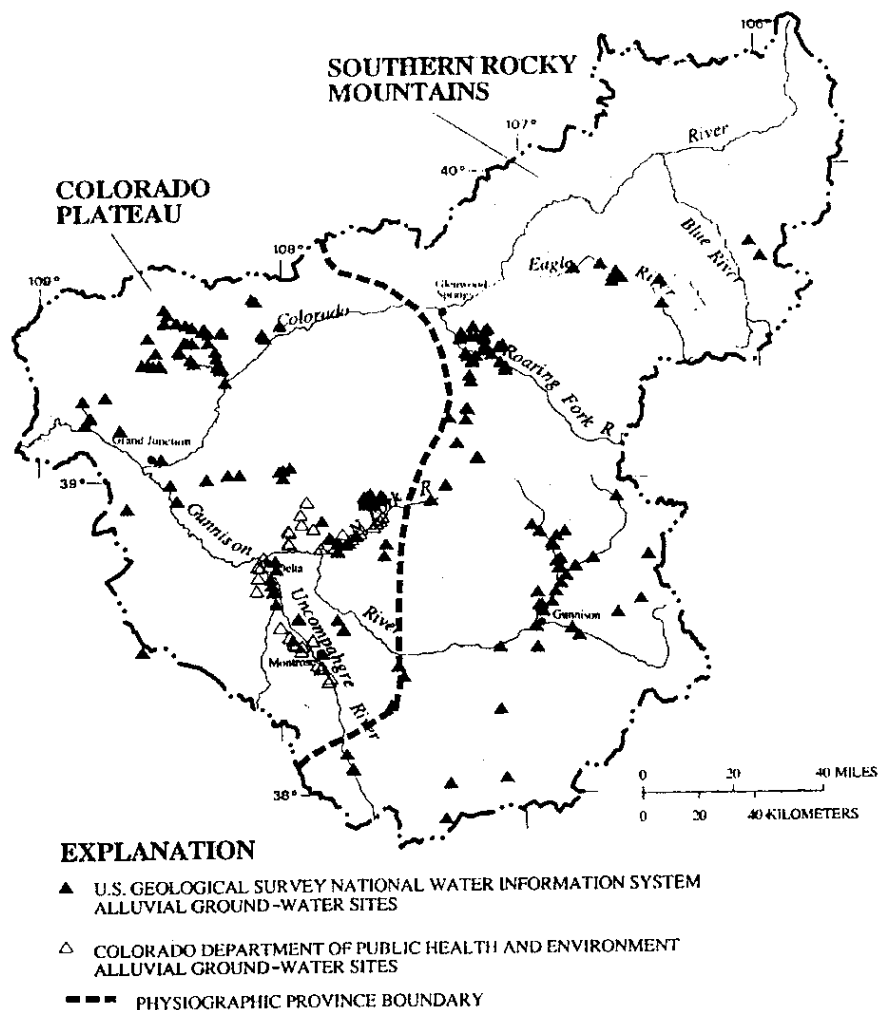 SOUTHERN ROCKY
MOUNTAINS
106°
107°
River
40°
COLORADO
PLATEAU
108°
109°
Blue River
Eagle
River
Glenwood
Springs
Colorado
Roaring Fork R.
Grand Junction
39°
Gunnison
R
Delta
Uncompahgre
River
River
Gunnison
Montrose
38°
0 20 40 MILES
0 20 40 KILOMETERS
EXPLANATION
U.S. GEOLOGICAL SURVEY NATIONAL WATER INFORMATION SYSTEM
ALLUVIAL GROUND-WATER SITES
COLORADO DEPARTMENT OF PUBLIC HEALTH AND ENVIRONMENT
ALLUVIAL GROUND-WATER SITES
PHYSIOGRAPHIC PROVINCE BOUNDARY